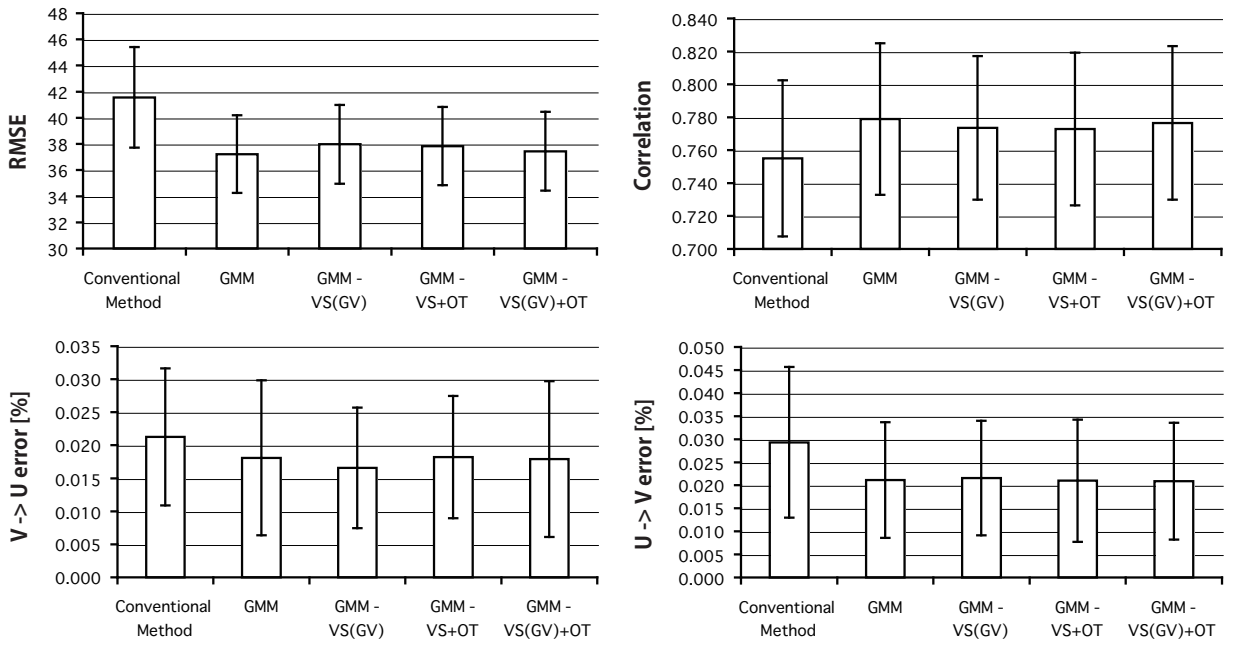 RMSE
48
46
44
42
40
38
36
34
32
30
Conventional
Method
GMM
GMM -
VS(GV)
GMM -
VS+OT
GMM -
VS(GV)+OT
Correlation
0.840
0.820
0.800
0.780
0.760
0.740
0.720
0.700
Conventional
Method
GMM
GMM -
VS(GV)
GMM -
VS+OT
GMM -
VS(GV)+OT
V -> U error [%]
0.035
0.030
0.025
0.020
0.015
0.010
0.005
0.000
Conventional
Method
GMM
GMM -
VS(GV)
GMM -
VS+OT
GMM -
VS(GV)+OT
U -> V error [%]
0.050
0.045
0.040
0.035
0.030
0.025
0.020
0.015
0.010
0.005
0.000
Conventional
Method
GMM
GMM -
VS(GV)
GMM -
VS+OT
GMM -
VS(GV)+OT